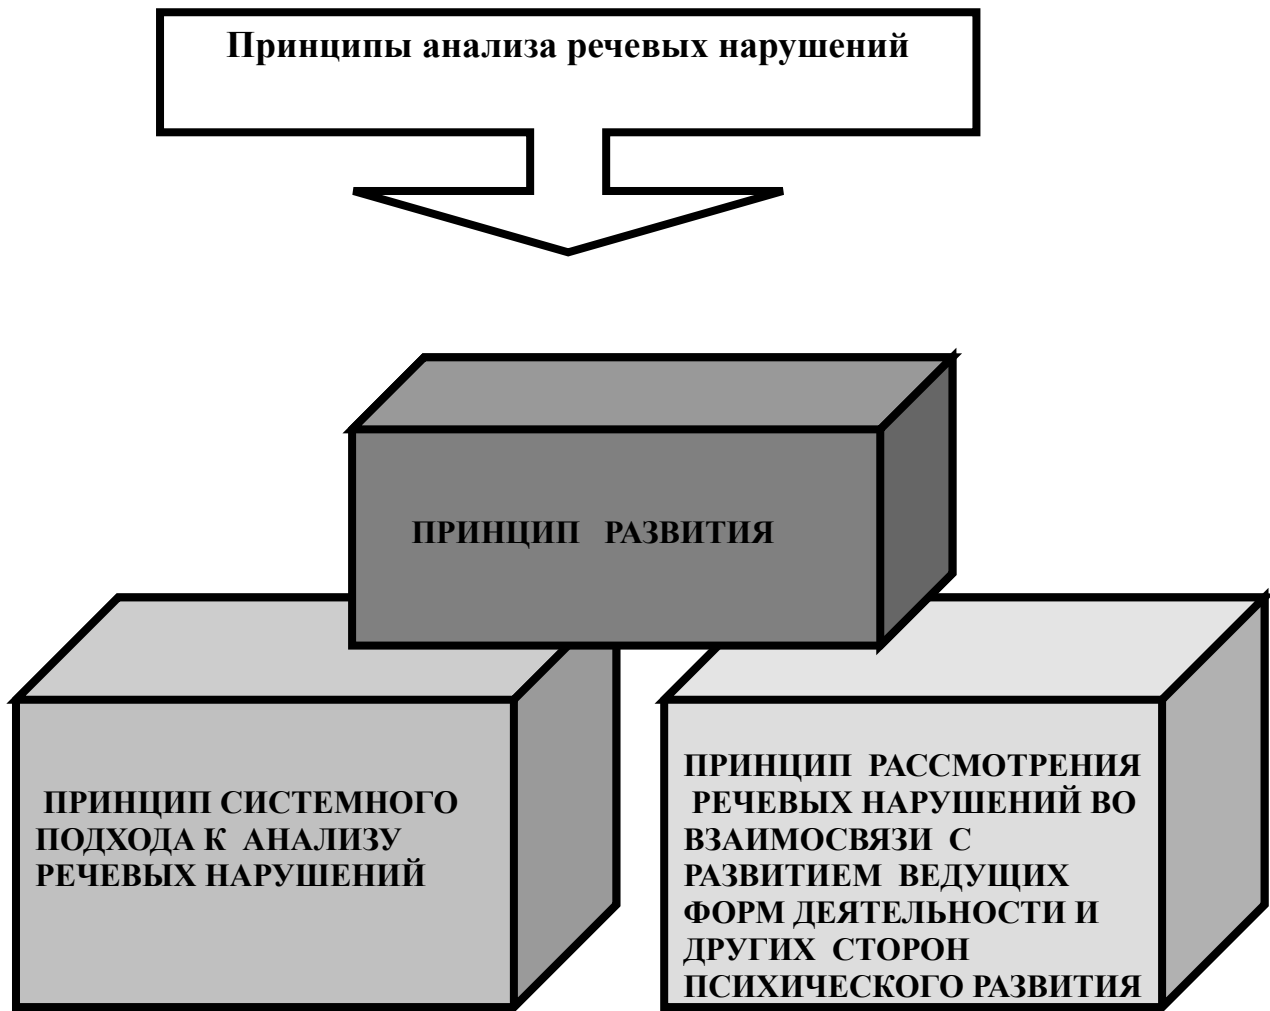 Принципы анализа речевых нарушений
ПРИНЦИП РАЗВИТИЯ
ПРИНЦИП СИСТЕМНОГО
ПОДХОДА К АНАЛИЗУ
РЕЧЕВЫХ НАРУШЕНИЙ
ПРИНЦИП РАССМОТРЕНИЯ
РЕЧЕВЫХ НАРУШЕНИЙ ВО
ВЗАИМОСВЯЗИ С
РАЗВИТИЕМ ВЕДУЩИХ
ФОРМ ДЕЯТЕЛЬНОСТИ И
ДРУГИХ СТОРОН
ПСИХИЧЕСКОГО РАЗВИТИЯ